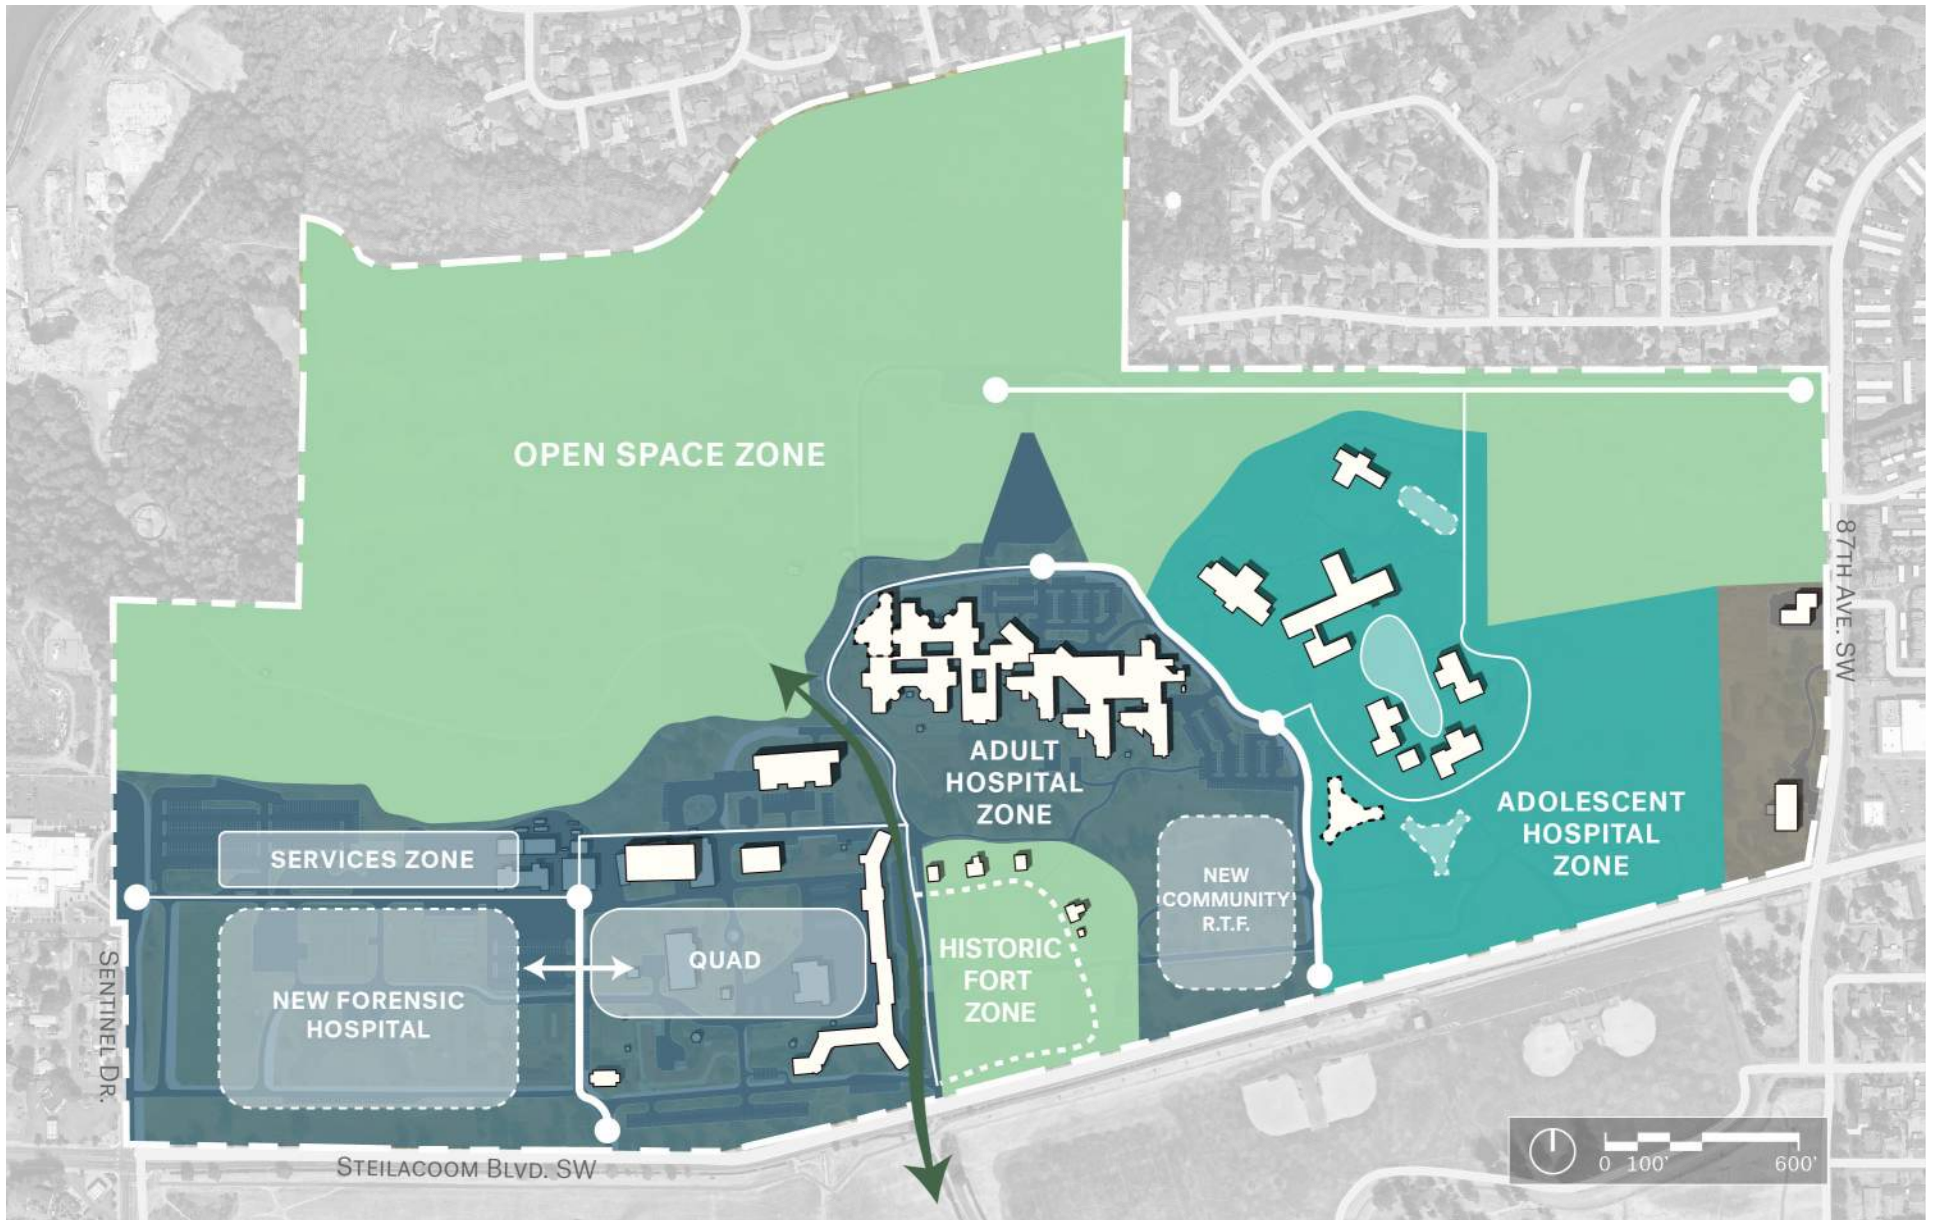 OPEN SPACE ZONE
87TH AVE. SW
ADULT
HOSPITAL
ZONE
ADOLESCENT
HOSPITAL
ZONE
SERVICES ZONE
NEW
COMMUNITY
R.T.F.
HISTORIC
FORT
ZONE
QUAD
NEW FORENSIC
HOSPITAL
SENTINEL DR.
STEILACOOM BLVD. SW
0 100' 600'